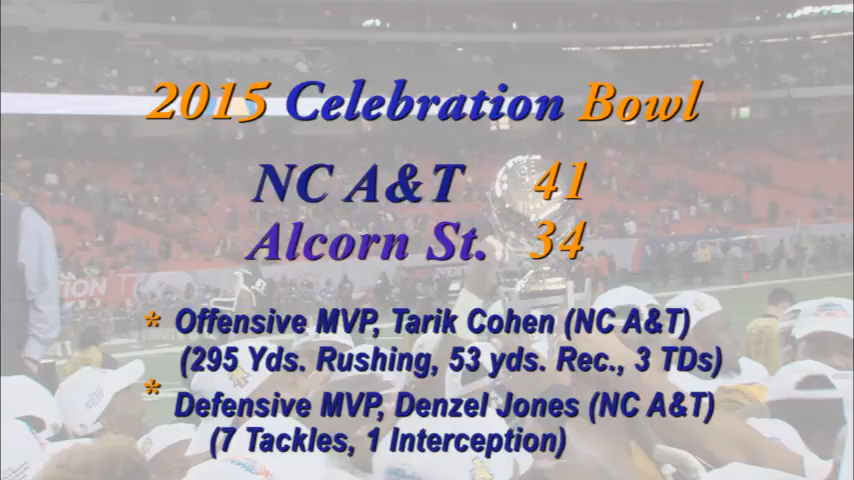 2015 Celebration Bowl
NC A&T 41
Alcorn St. 34
* Offensive MVP, Tarik Cohen (NC A&T)
(295 Yds. Rushing, 53 yds. Rec., 3 TDs)
* Defensive MVP, Denzel Jones (NC A&T)
(7 Tackles, 1 Interception)